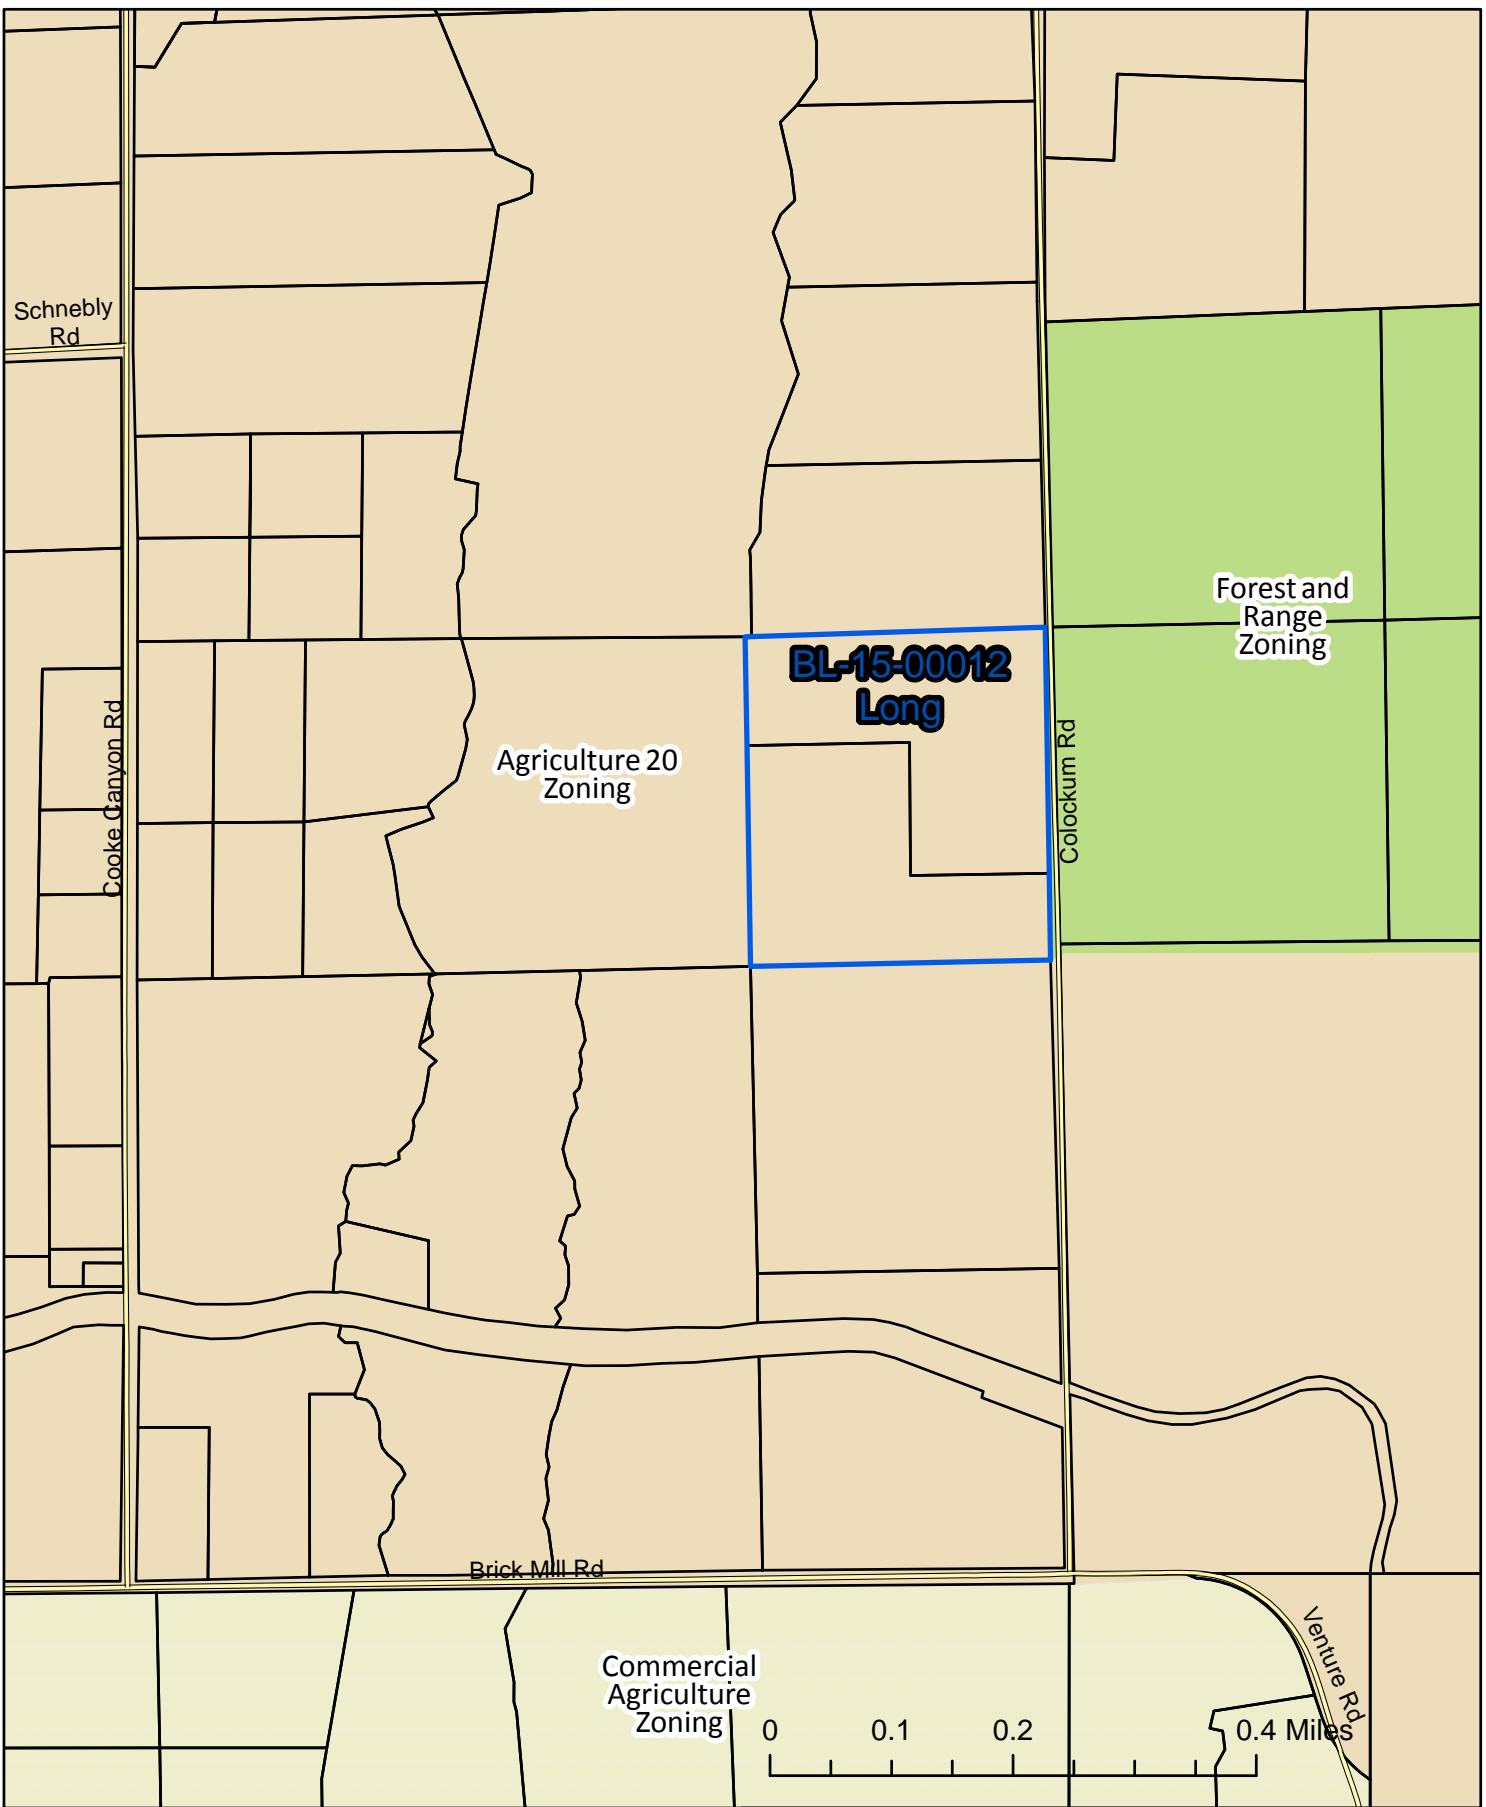 Schnebly
Rd
Forest and
Range
Zoning
BL-15-00012
Long
Cooke Canyon Rd
Agriculture 20
Zoning
Colockum Rd
Brick Mill Rd
Venture Rd
Commercial
Agriculture
Zoning
0 0.1 0.2 0.4 Miles